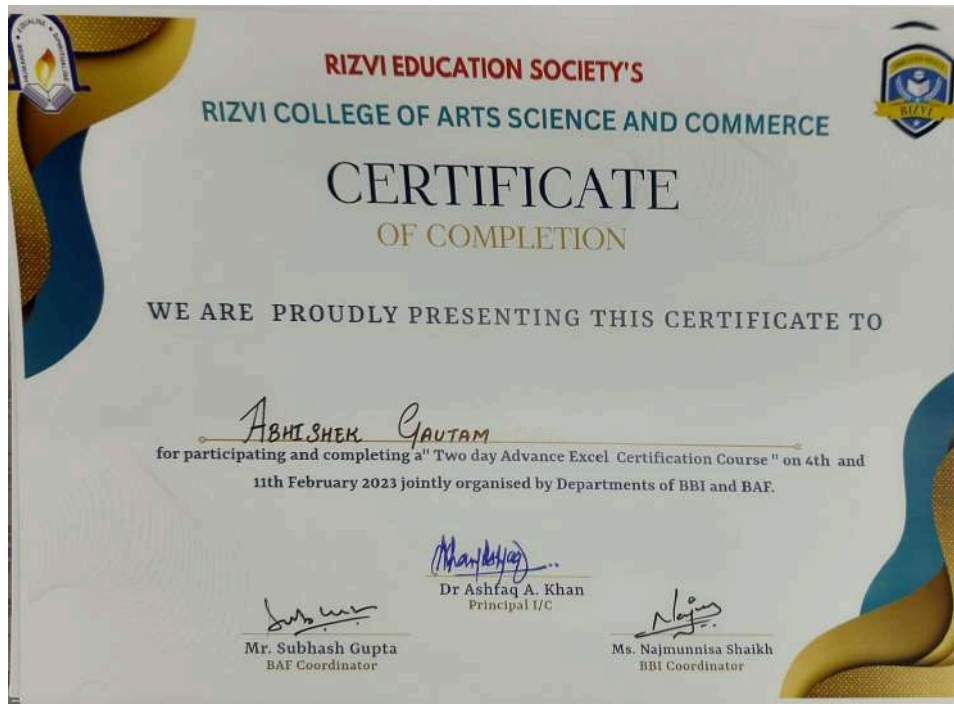 HUMANISE • EQUALISE • SPIRITUALISE
RIZVI EDUCATION SOCIETY'S
RIZVI COLLEGE OF ARTS SCIENCE AND COMMERCE
RIZVI
CERTIFICATE
OF COMPLETION
WE ARE PROUDLY PRESENTING THIS CERTIFICATE TO
ABHISHEK GAUTAM
for participating and completing a" Two day Advance Excel Certification Course " on 4th and
11th February 2023 jointly organised by Departments of BBI and BAF.
Dr Ashfaq A. Khan
Principal I/C
Mr. Subhash Gupta
BAF Coordinator
Ms. Najmunnisa Shaikh
BBI Coordinator